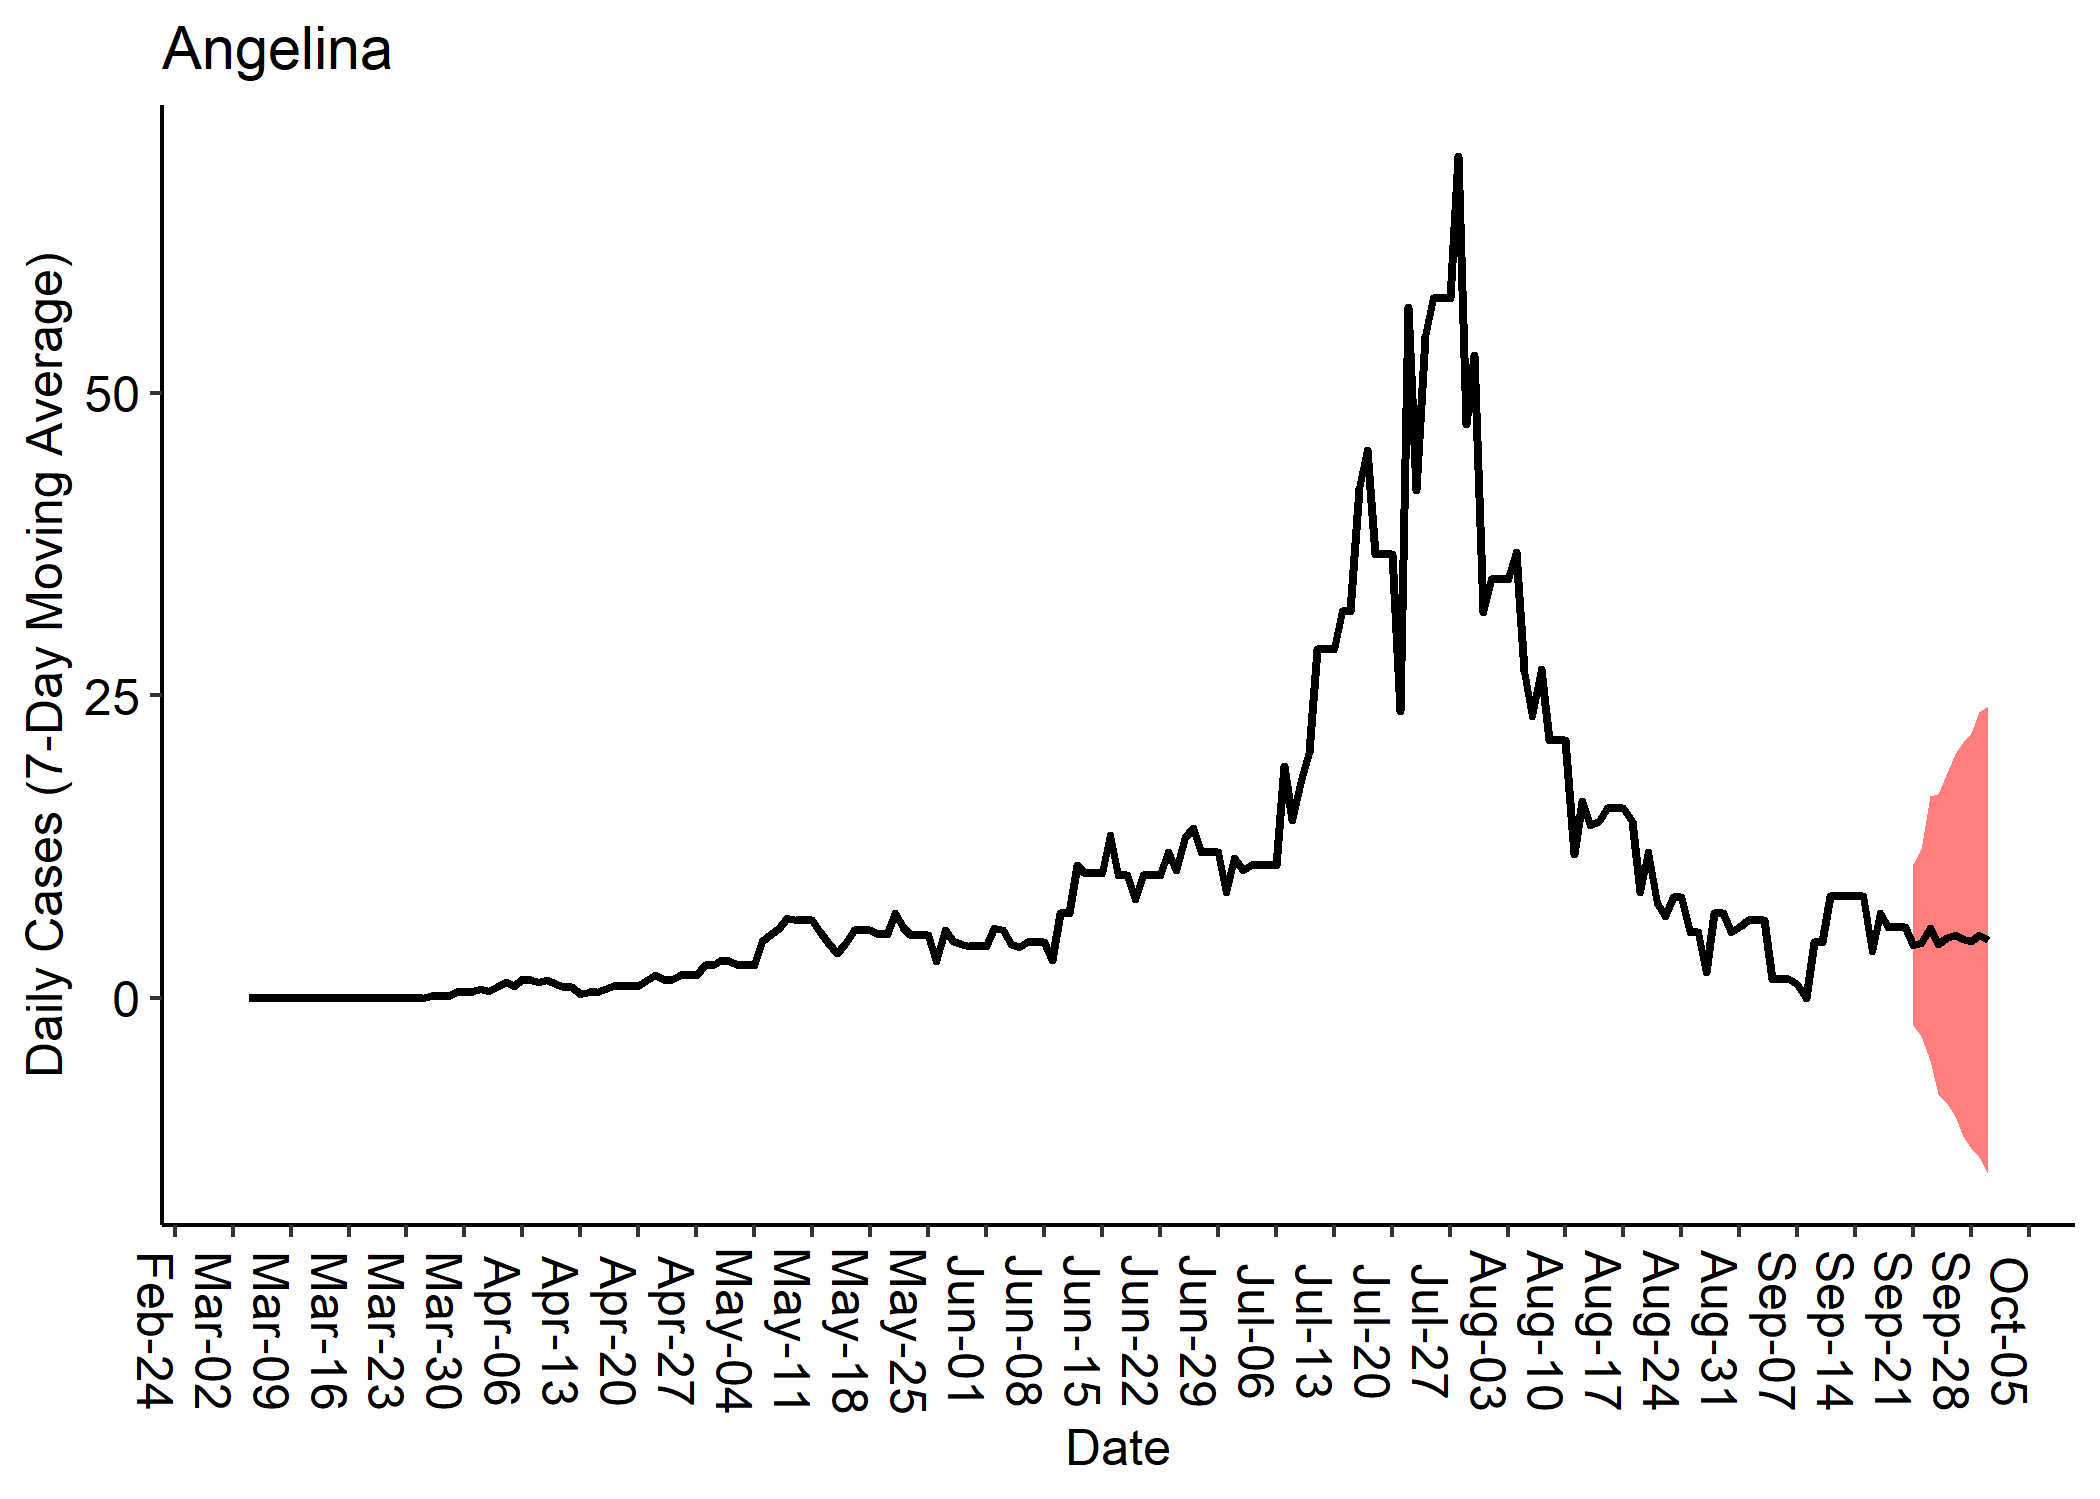 Angelina
Daily Cases (7-Day Moving Average)
50
25
0
Feb-24
Mar-02
Mar-09
Mar-16
Mar-23
Mar-30
Apr-06
Apr-13
Apr-20
Apr-27
May-04
May-11
May-18
May-25
Jun-01
Jun-08
Jun-15
Jun-22
Jun-29
Jul-06
Jul-13
Jul-20
Jul-27
Aug-03
Aug-10
Aug-17
Aug-24
Aug-31
Sep-07
Sep-14
Sep-21
Sep-28
Oct-05
Date